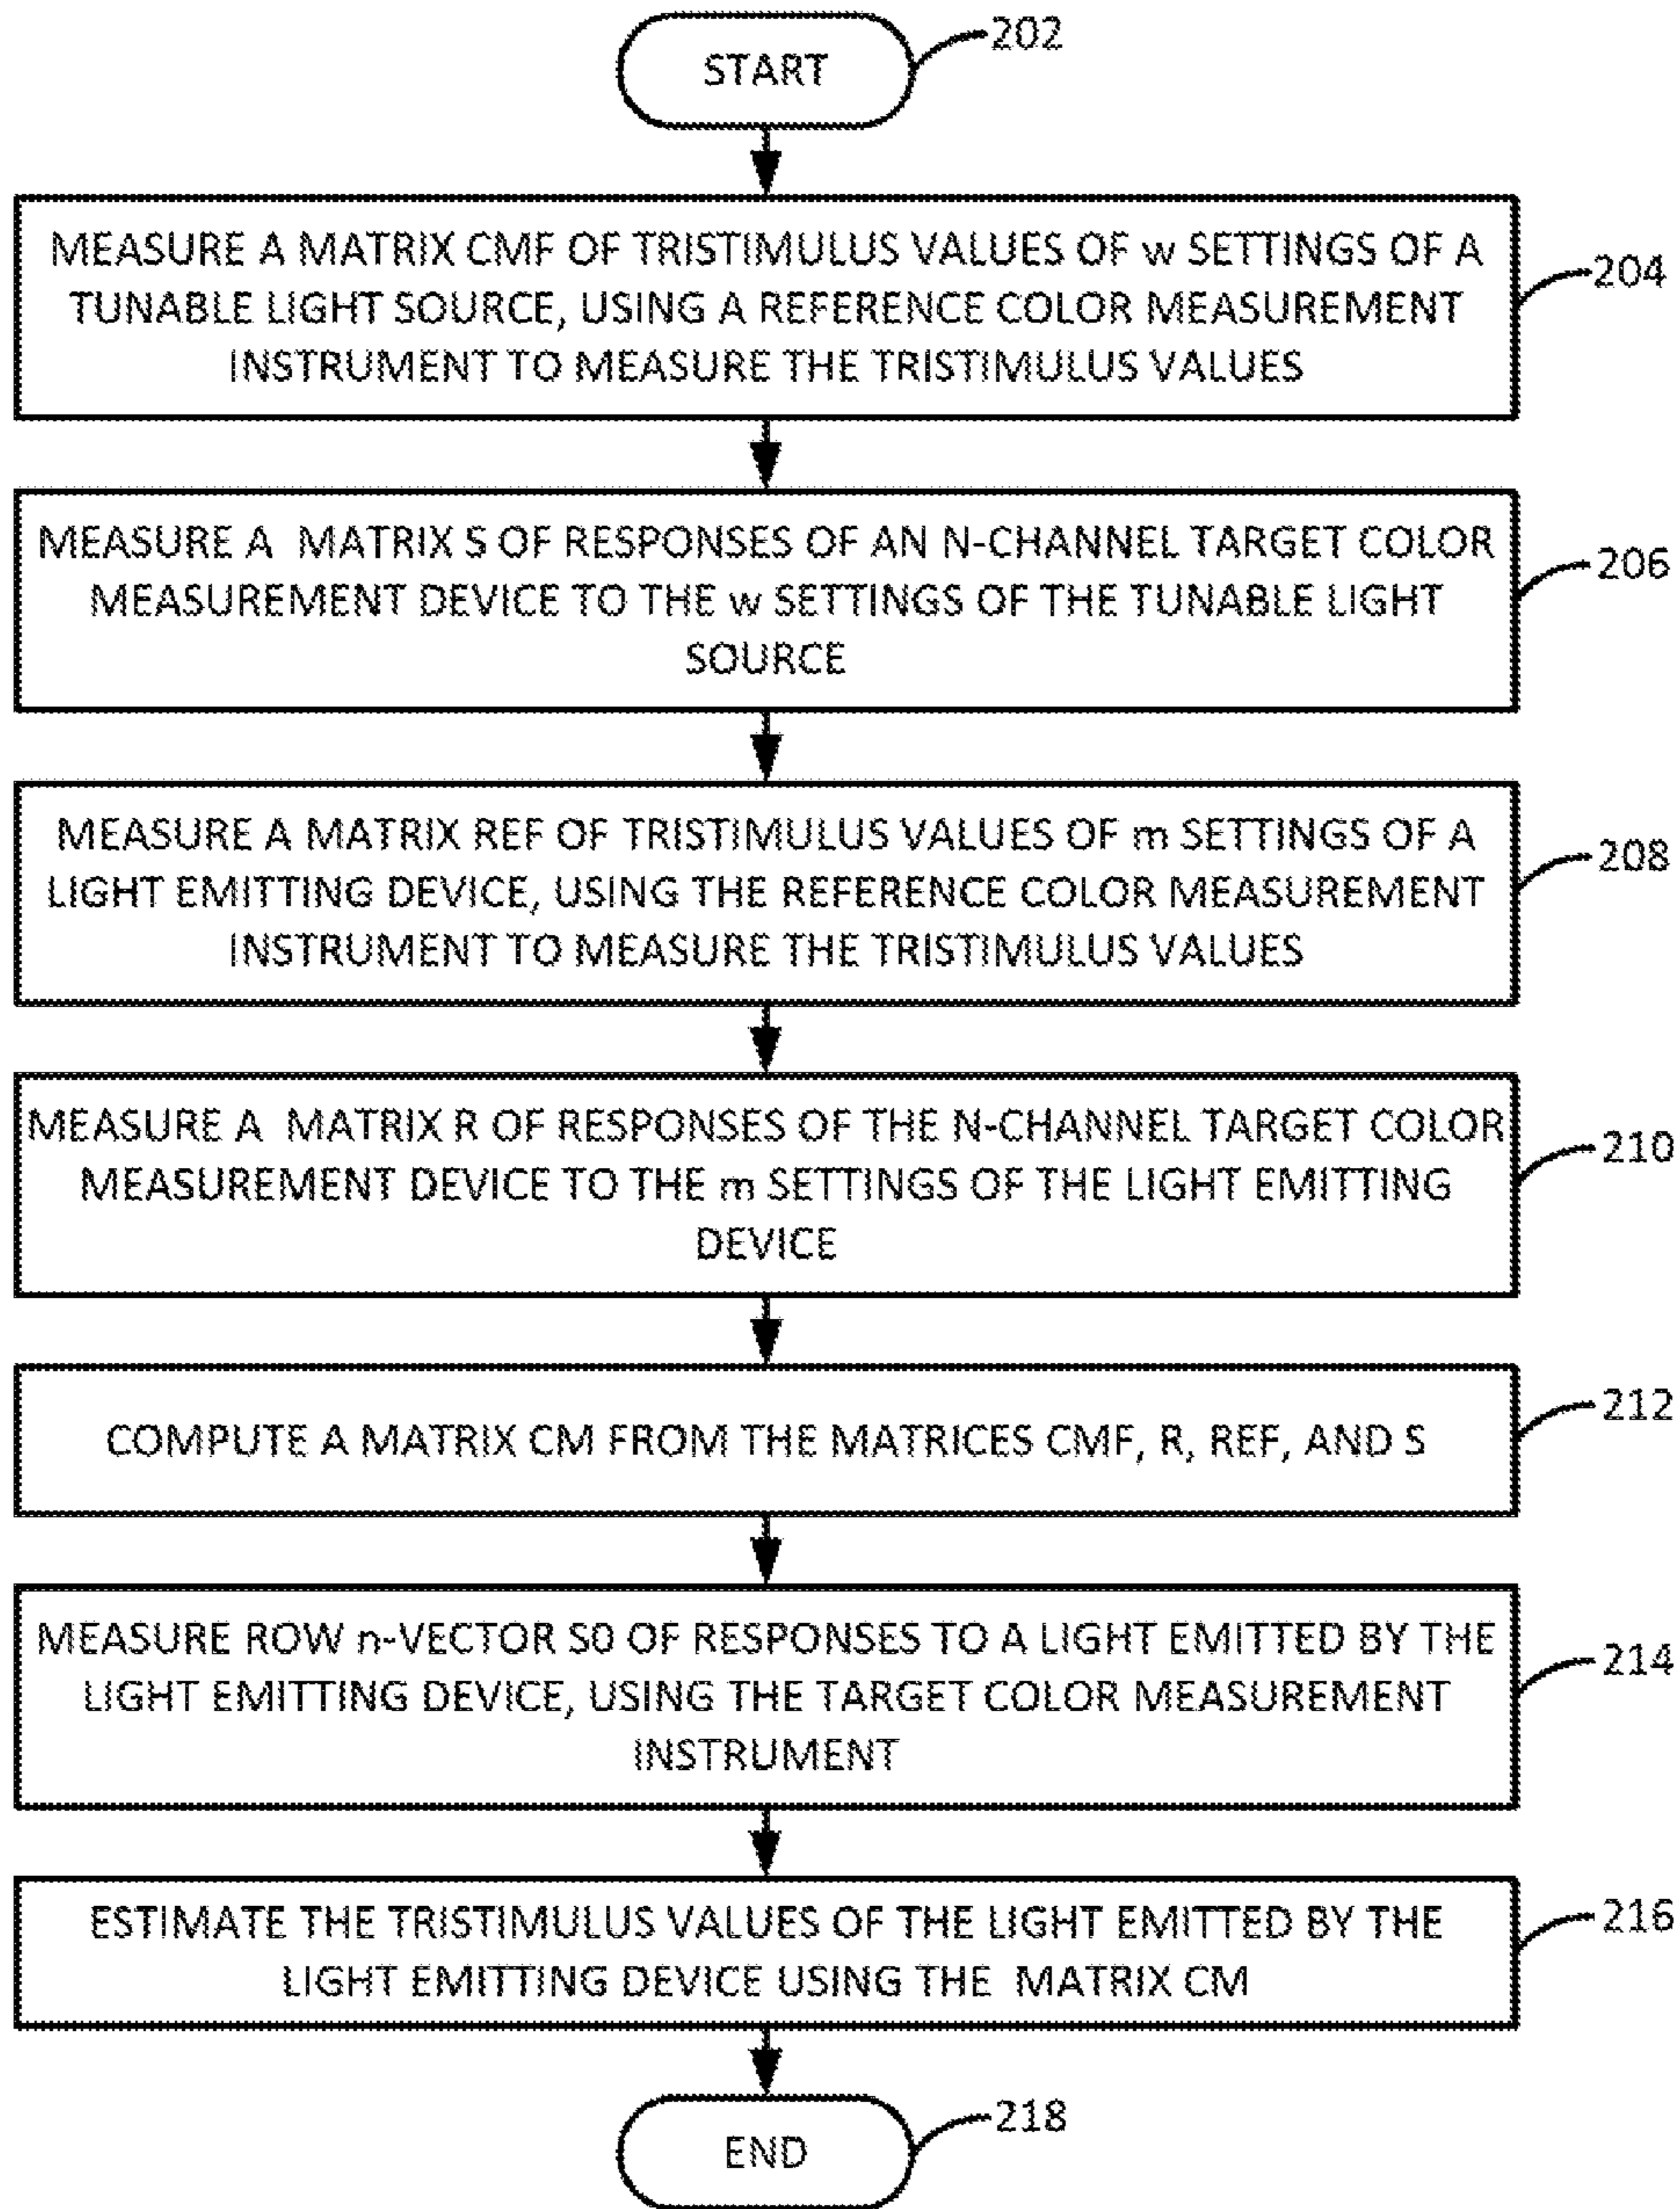 START
202
MEASURE A MATRIX CMF OF TRISTIMULUS VALUES OF w SETTINGS OF A
TUNABLE LIGHT SOURCE, USING A REFERENCE COLOR MEASUREMENT
INSTRUMENT TO MEASURE THE TRISTIMULUS VALUES
204
MEASURE A MATRIX S OF RESPONSES OF AN N-CHANNEL TARGET COLOR
MEASUREMENT DEVICE TO THE w SETTINGS OF THE TUNABLE LIGHT
SOURCE
206
MEASURE A MATRIX REF OF TRISTIMULUS VALUES OF m SETTINGS OF A
LIGHT EMITTING DEVICE, USING THE REFERENCE COLOR MEASUREMENT
INSTRUMENT TO MEASURE THE TRISTIMULUS VALUES
208
MEASURE A MATRIX R OF RESPONSES OF THE N-CHANNEL TARGET COLOR
MEASUREMENT DEVICE TO THE m SETTINGS OF THE LIGHT EMITTING
DEVICE
210
COMPUTE A MATRIX CM FROM THE MATRICES CMF, R, REF, AND S
212
MEASURE ROW n-VECTOR S0 OF RESPONSES TO A LIGHT EMITTED BY THE
LIGHT EMITTING DEVICE, USING THE TARGET COLOR MEASUREMENT
INSTRUMENT
214
ESTIMATE THE TRISTIMULUS VALUES OF THE LIGHT EMITTED BY THE
LIGHT EMITTING DEVICE USING THE MATRIX CM
216
END
218